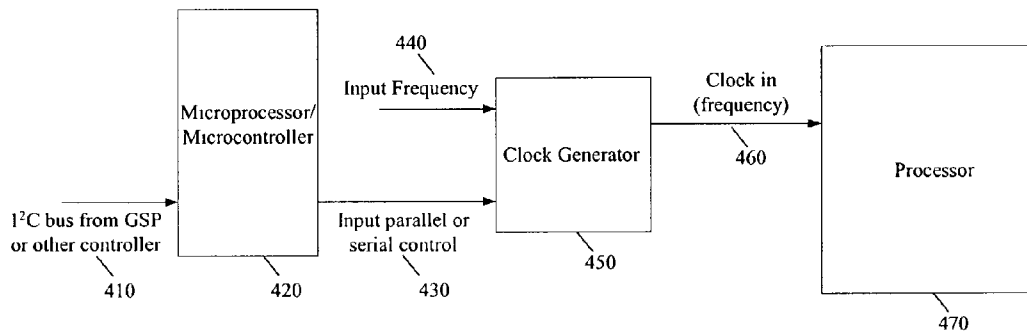 440
Input Frequency
Microprocessor/
Microcontroller
Clock Generator
Clock in
(frequency)
460
Processor
I²C bus from GSP
or other controller
410
420
Input parallel or
serial control
430
450
470